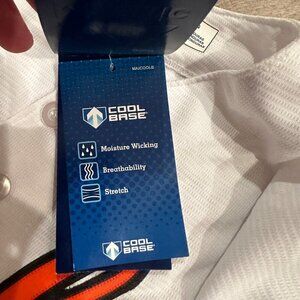 COOL
BASE
Moisture Wicking
Breathability
Stretch
COOL
BASE